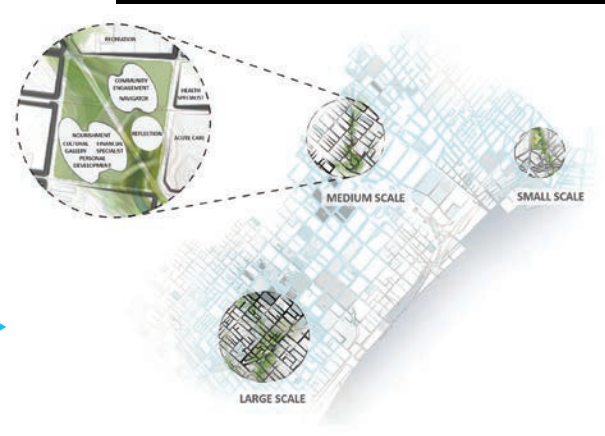 RECREATION
COMMUNITY
ENGAGEMENT
NAVIGATOR
HEALTH
SPECIALIST
NOURISHMENT
REFLECTION
ACUTE CARE
CULTURAL FINANCIAL
GALLERY SPECIALIST
PERSONAL
DEVELOPMENT
MEDIUM SCALE
SMALL SCALE
LARGE SCALE